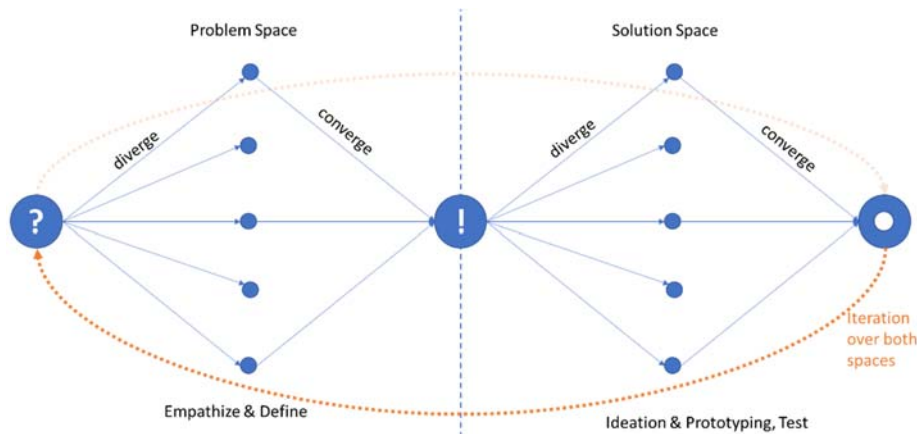 Problem Space
Solution Space
diverge
converge
diverge
converge
?
!
Iteration
over both
spaces
Empathize & Define
Ideation & Prototyping, Test